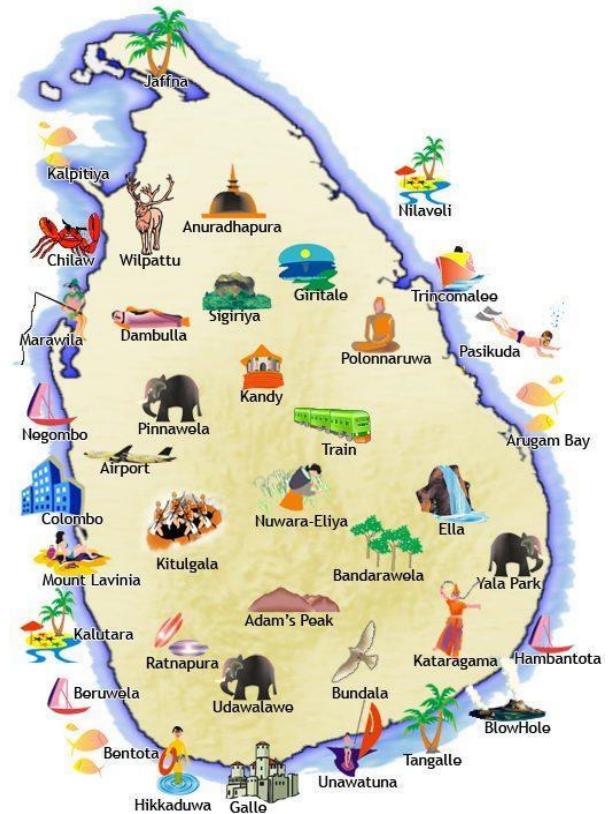 Jaffna
Kalpitiya
Nilaveli
Anuradhapura
Chilaw
Wilpattu
Giritale
Trincomalee
Sigiriya
Marawila
Dambulla
Polonnaruwa
Pasikuda
Kandy
Pinnawela
Negombo
Arugam Bay
Train
Airport
Colombo
Nuwara-Eliya
Ella
Kitulgala
Mount Lavinia
Bandarawela
Yala Park
Adam's Peak
Kalutara
Ratnapura
Kataragama
Hambantota
Beruwela
Udawalawe
Bundala
BlowHole
Bentota
Tangalle
Unawatuna
Hikkaduwa
Galle